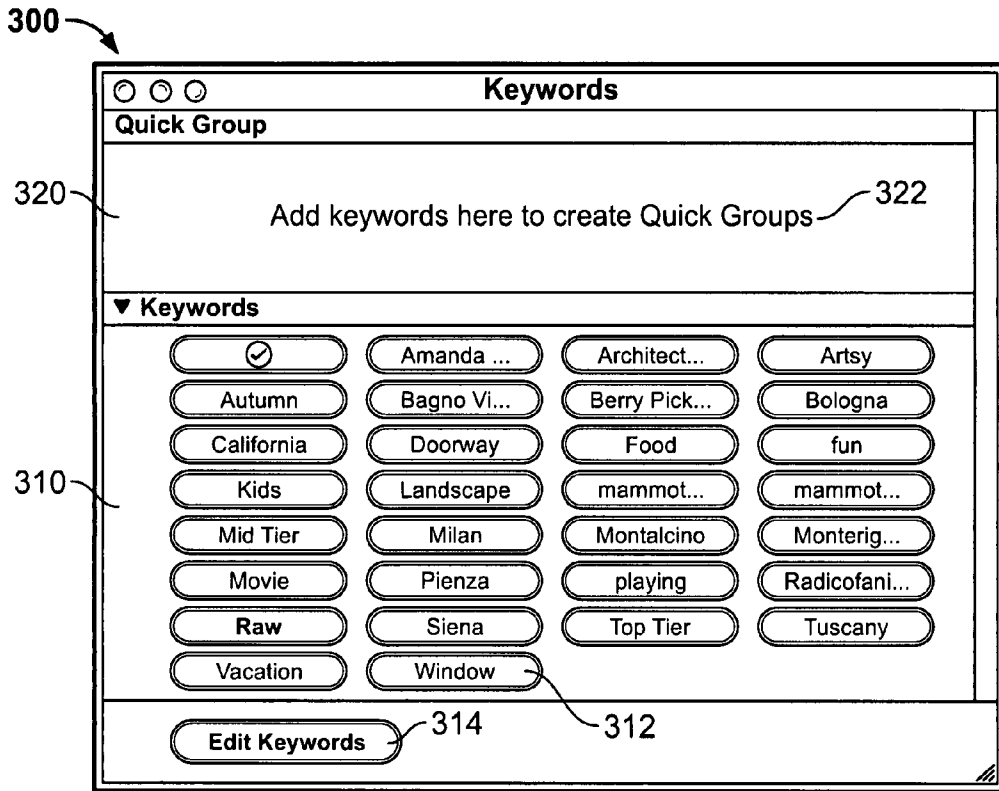 300
Keywords
Quick Group
320
Add keywords here to create Quick Groups
322
Keywords
Amanda ... Architect... Artsy
Autumn Bagno Vi... Berry Pick... Bologna
California Doorway Food fun
310
Kids Landscape mammot... mammot...
Mid Tier Milan Montalcino Monterig...
Movie Pienza playing Radicofani...
Raw Siena Top Tier Tuscany
Vacation Window
Edit Keywords 314 312